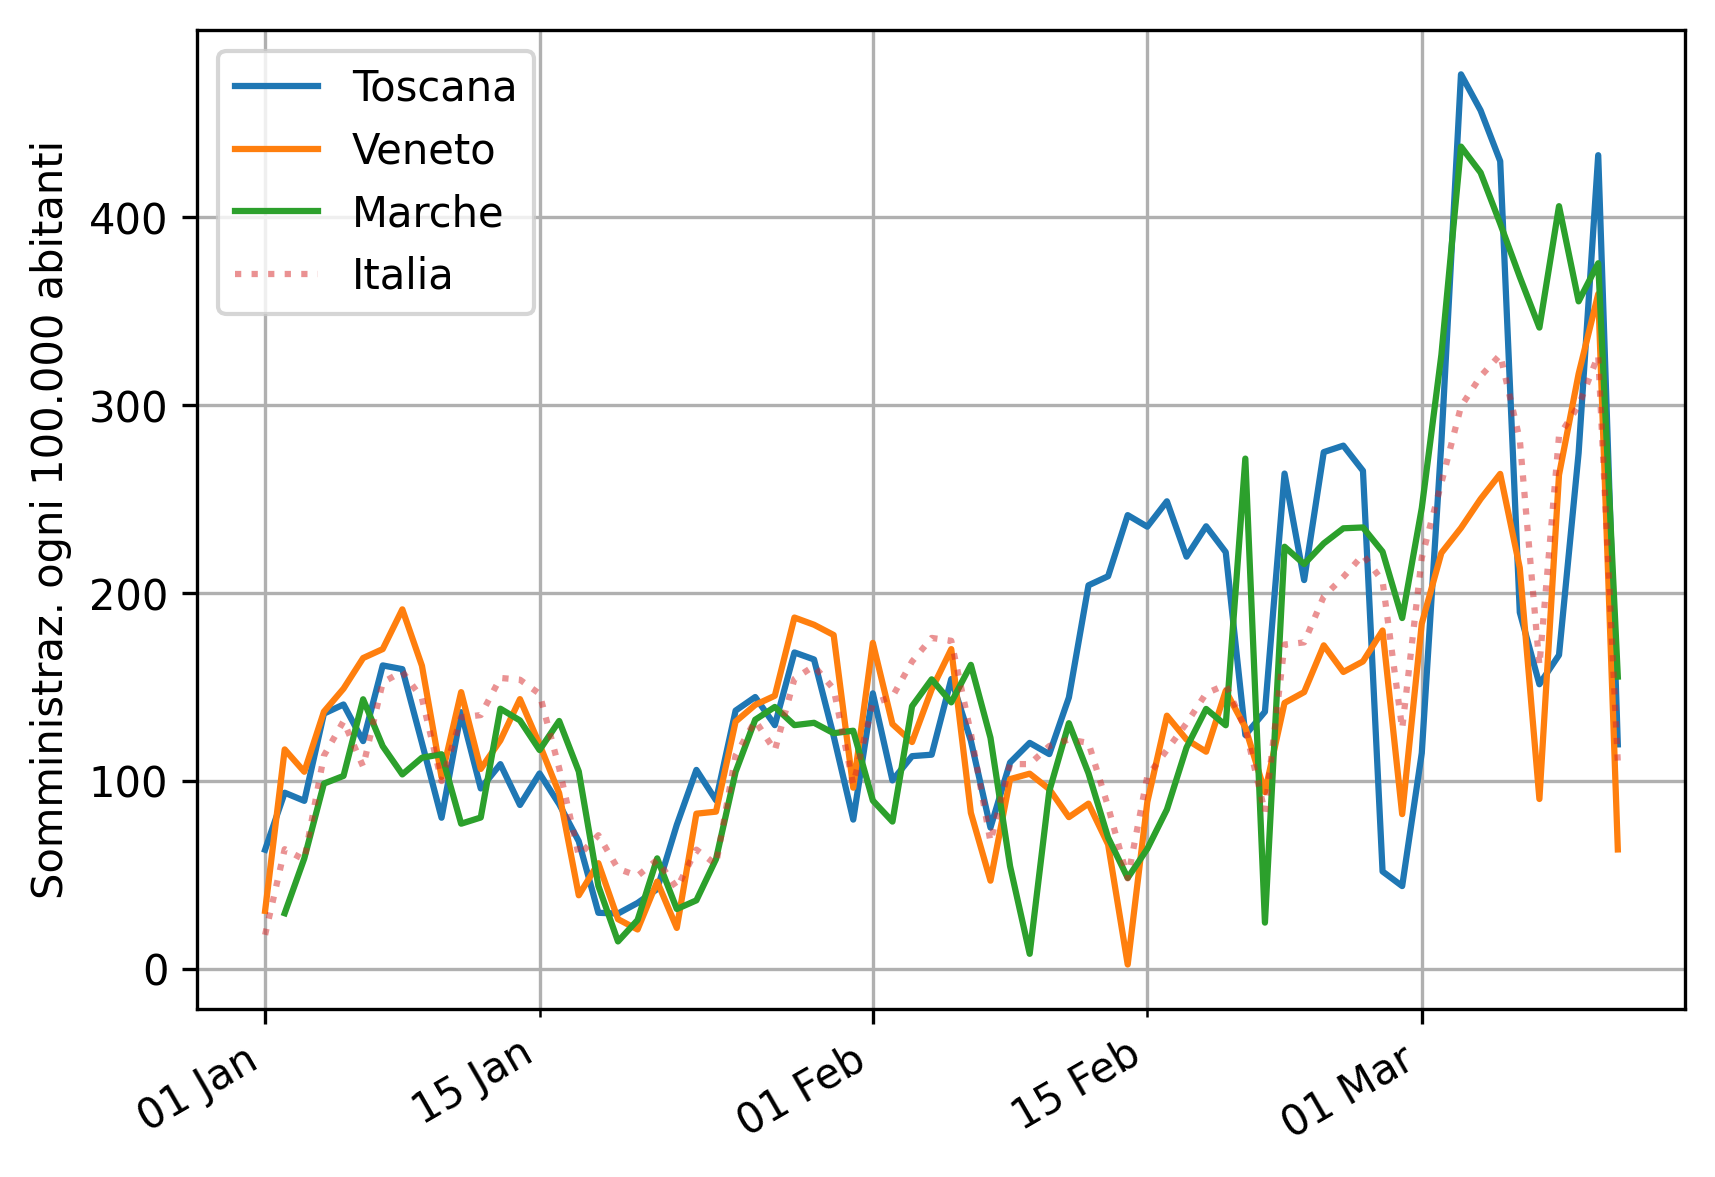 Toscana
Veneto
Marche
Italia
Somministraz. ogni 100.000 abitanti
400
300
200
100
0
01 Jan
15 Jan
01 Feb
15 Feb
01 Mar